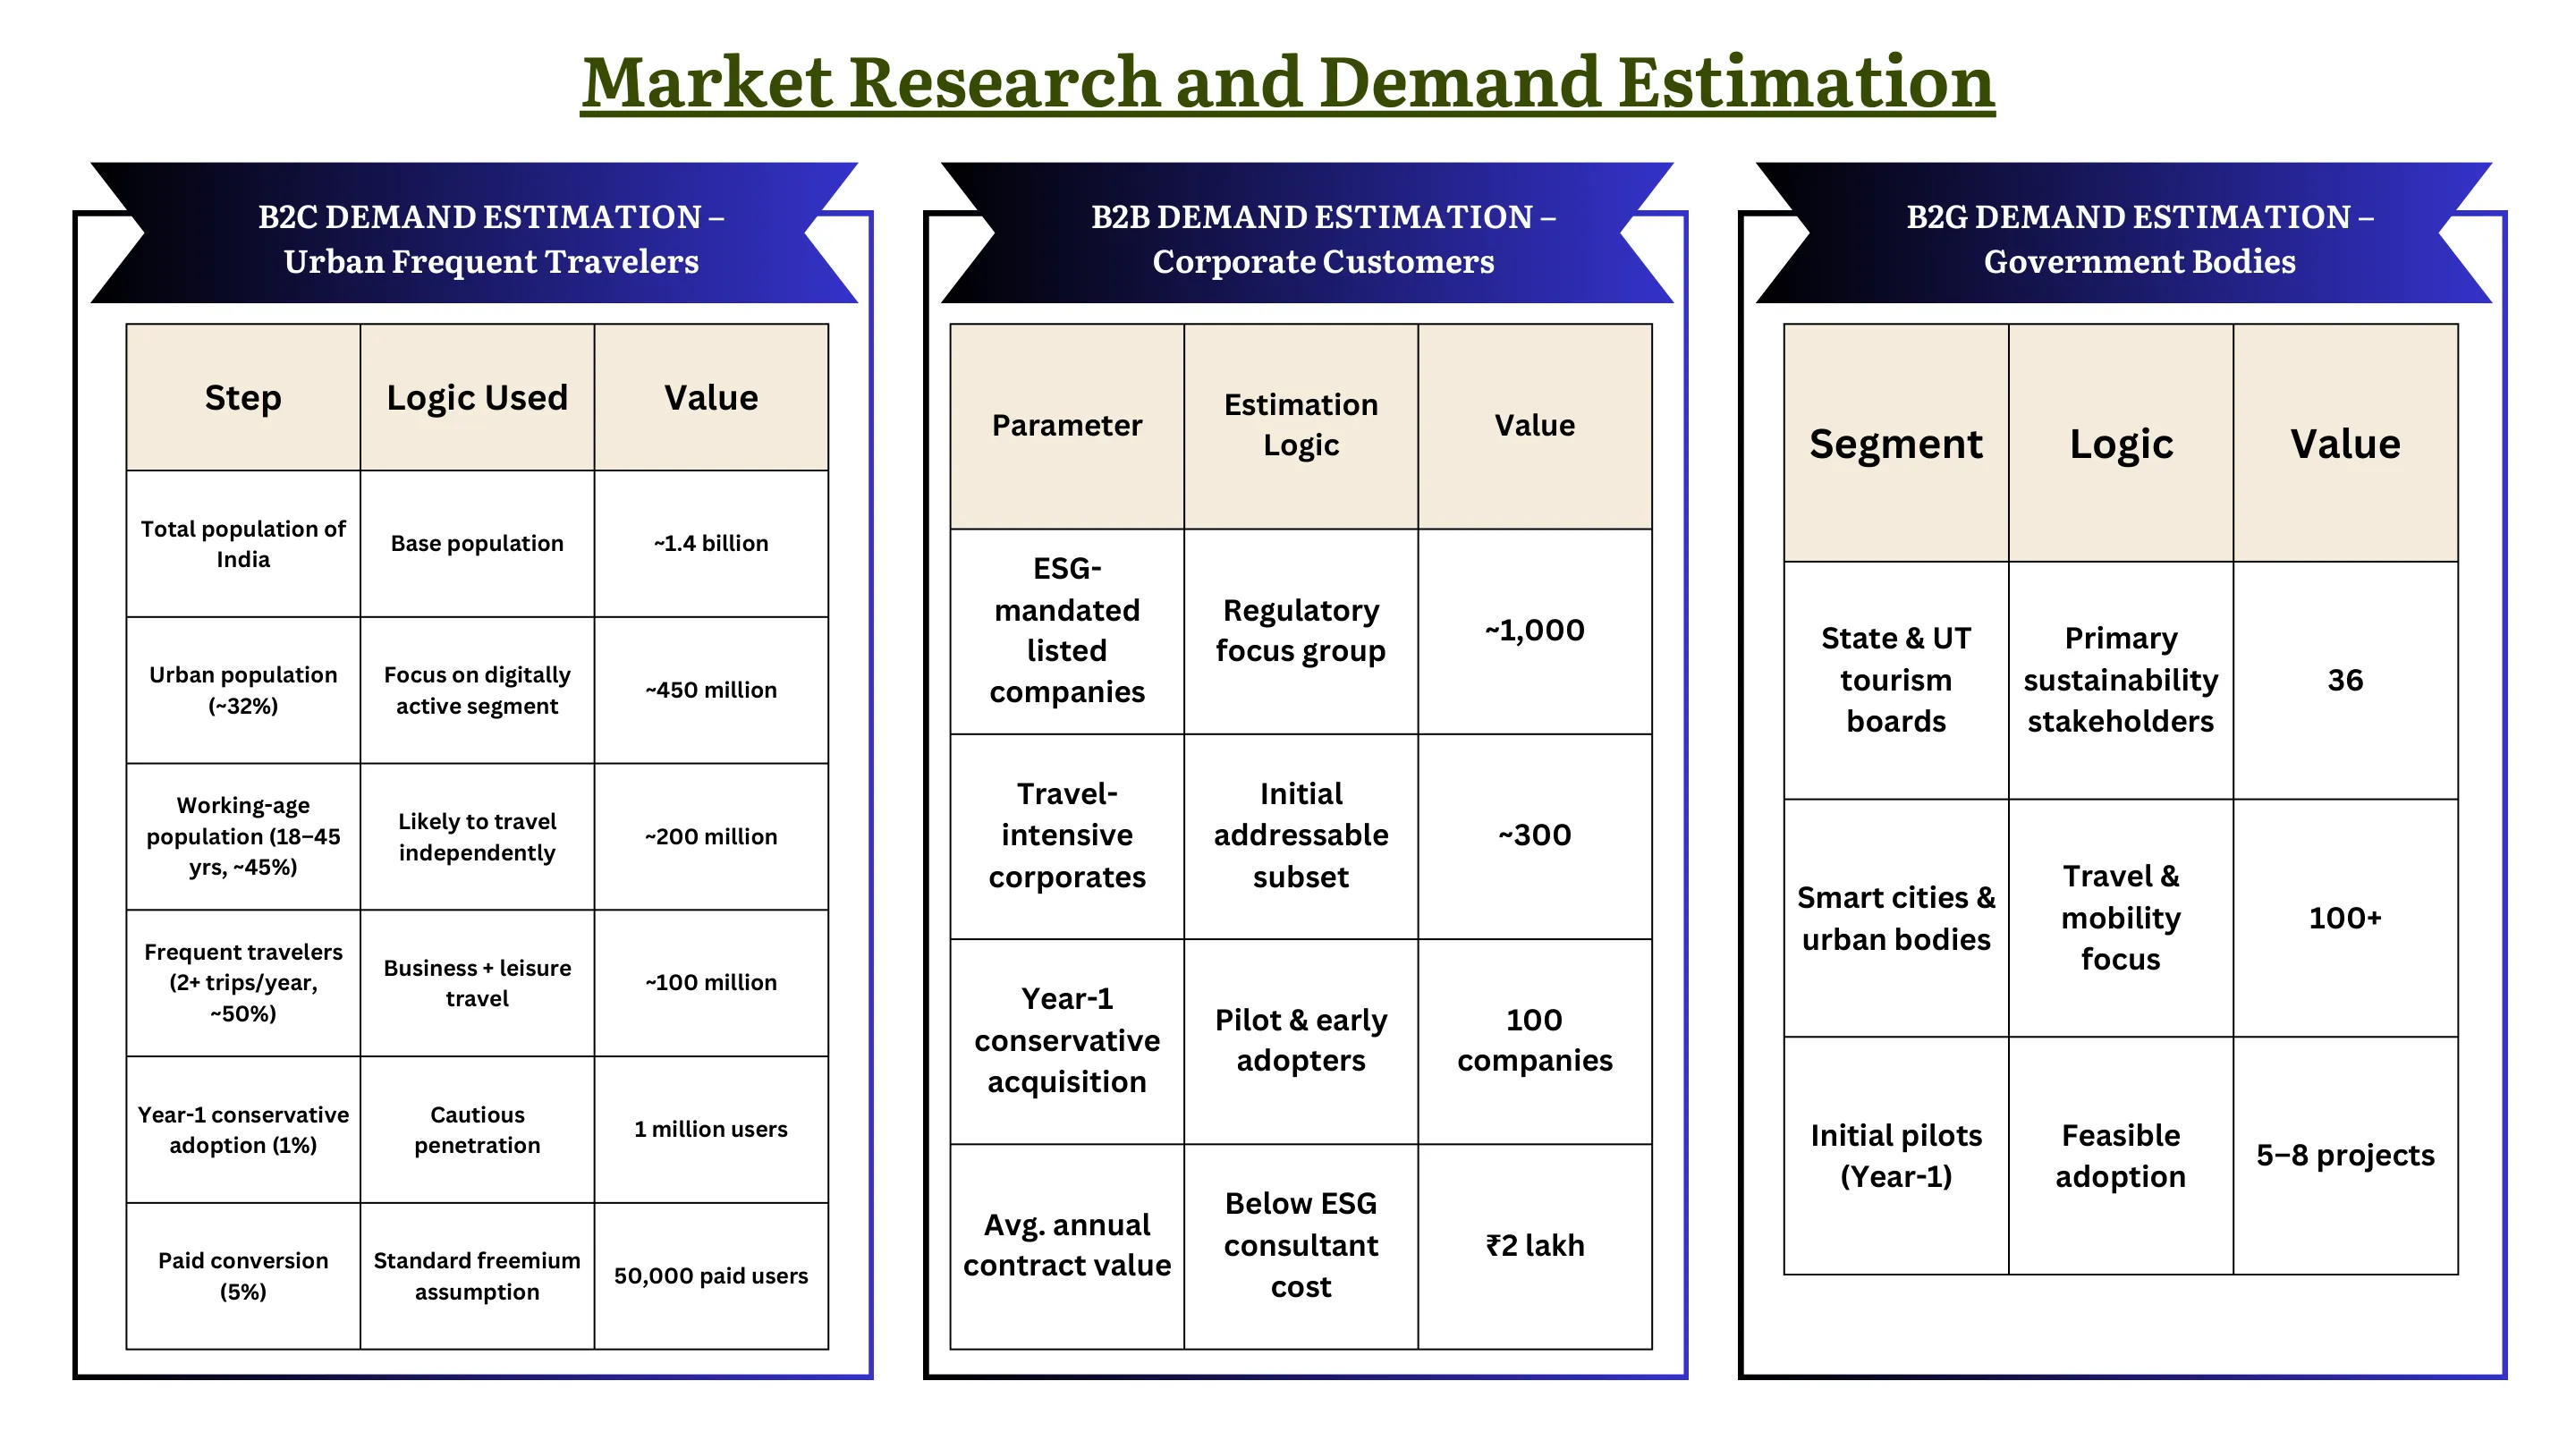 Market Research and Demand Estimation
B2C DEMAND ESTIMATION –
Urban Frequent Travelers
Step
Logic Used
Value
Total population of
India
Base population
~1.4 billion
Urban population
(~32%)
Focus on digitally
active segment
~450 million
Working-age
population (18–45
yrs, ~45%)
Likely to travel
independently
~200 million
Frequent travelers
(2+ trips/year,
~50%)
Business + leisure
travel
~100 million
Year-1 conservative
adoption (1%)
Cautious
penetration
1 million users
Paid conversion
(5%)
Standard freemium
assumption
50,000 paid users
B2B DEMAND ESTIMATION –
Corporate Customers
Parameter
Estimation
Logic
Value
ESG-
mandated
listed
companies
Regulatory
focus group
~1,000
Travel-
intensive
corporates
Initial
addressable
subset
~300
Year-1
conservative
acquisition
Pilot & early
adopters
100
companies
Avg. annual
contract value
Below ESG
consultant
cost
₹2 lakh
B2G DEMAND ESTIMATION –
Government Bodies
Segment
Logic
Value
State & UT
tourism
boards
Primary
sustainability
stakeholders
36
Smart cities &
urban bodies
Travel &
mobility
focus
100+
Initial pilots
(Year-1)
Feasible
adoption
5–8 projects